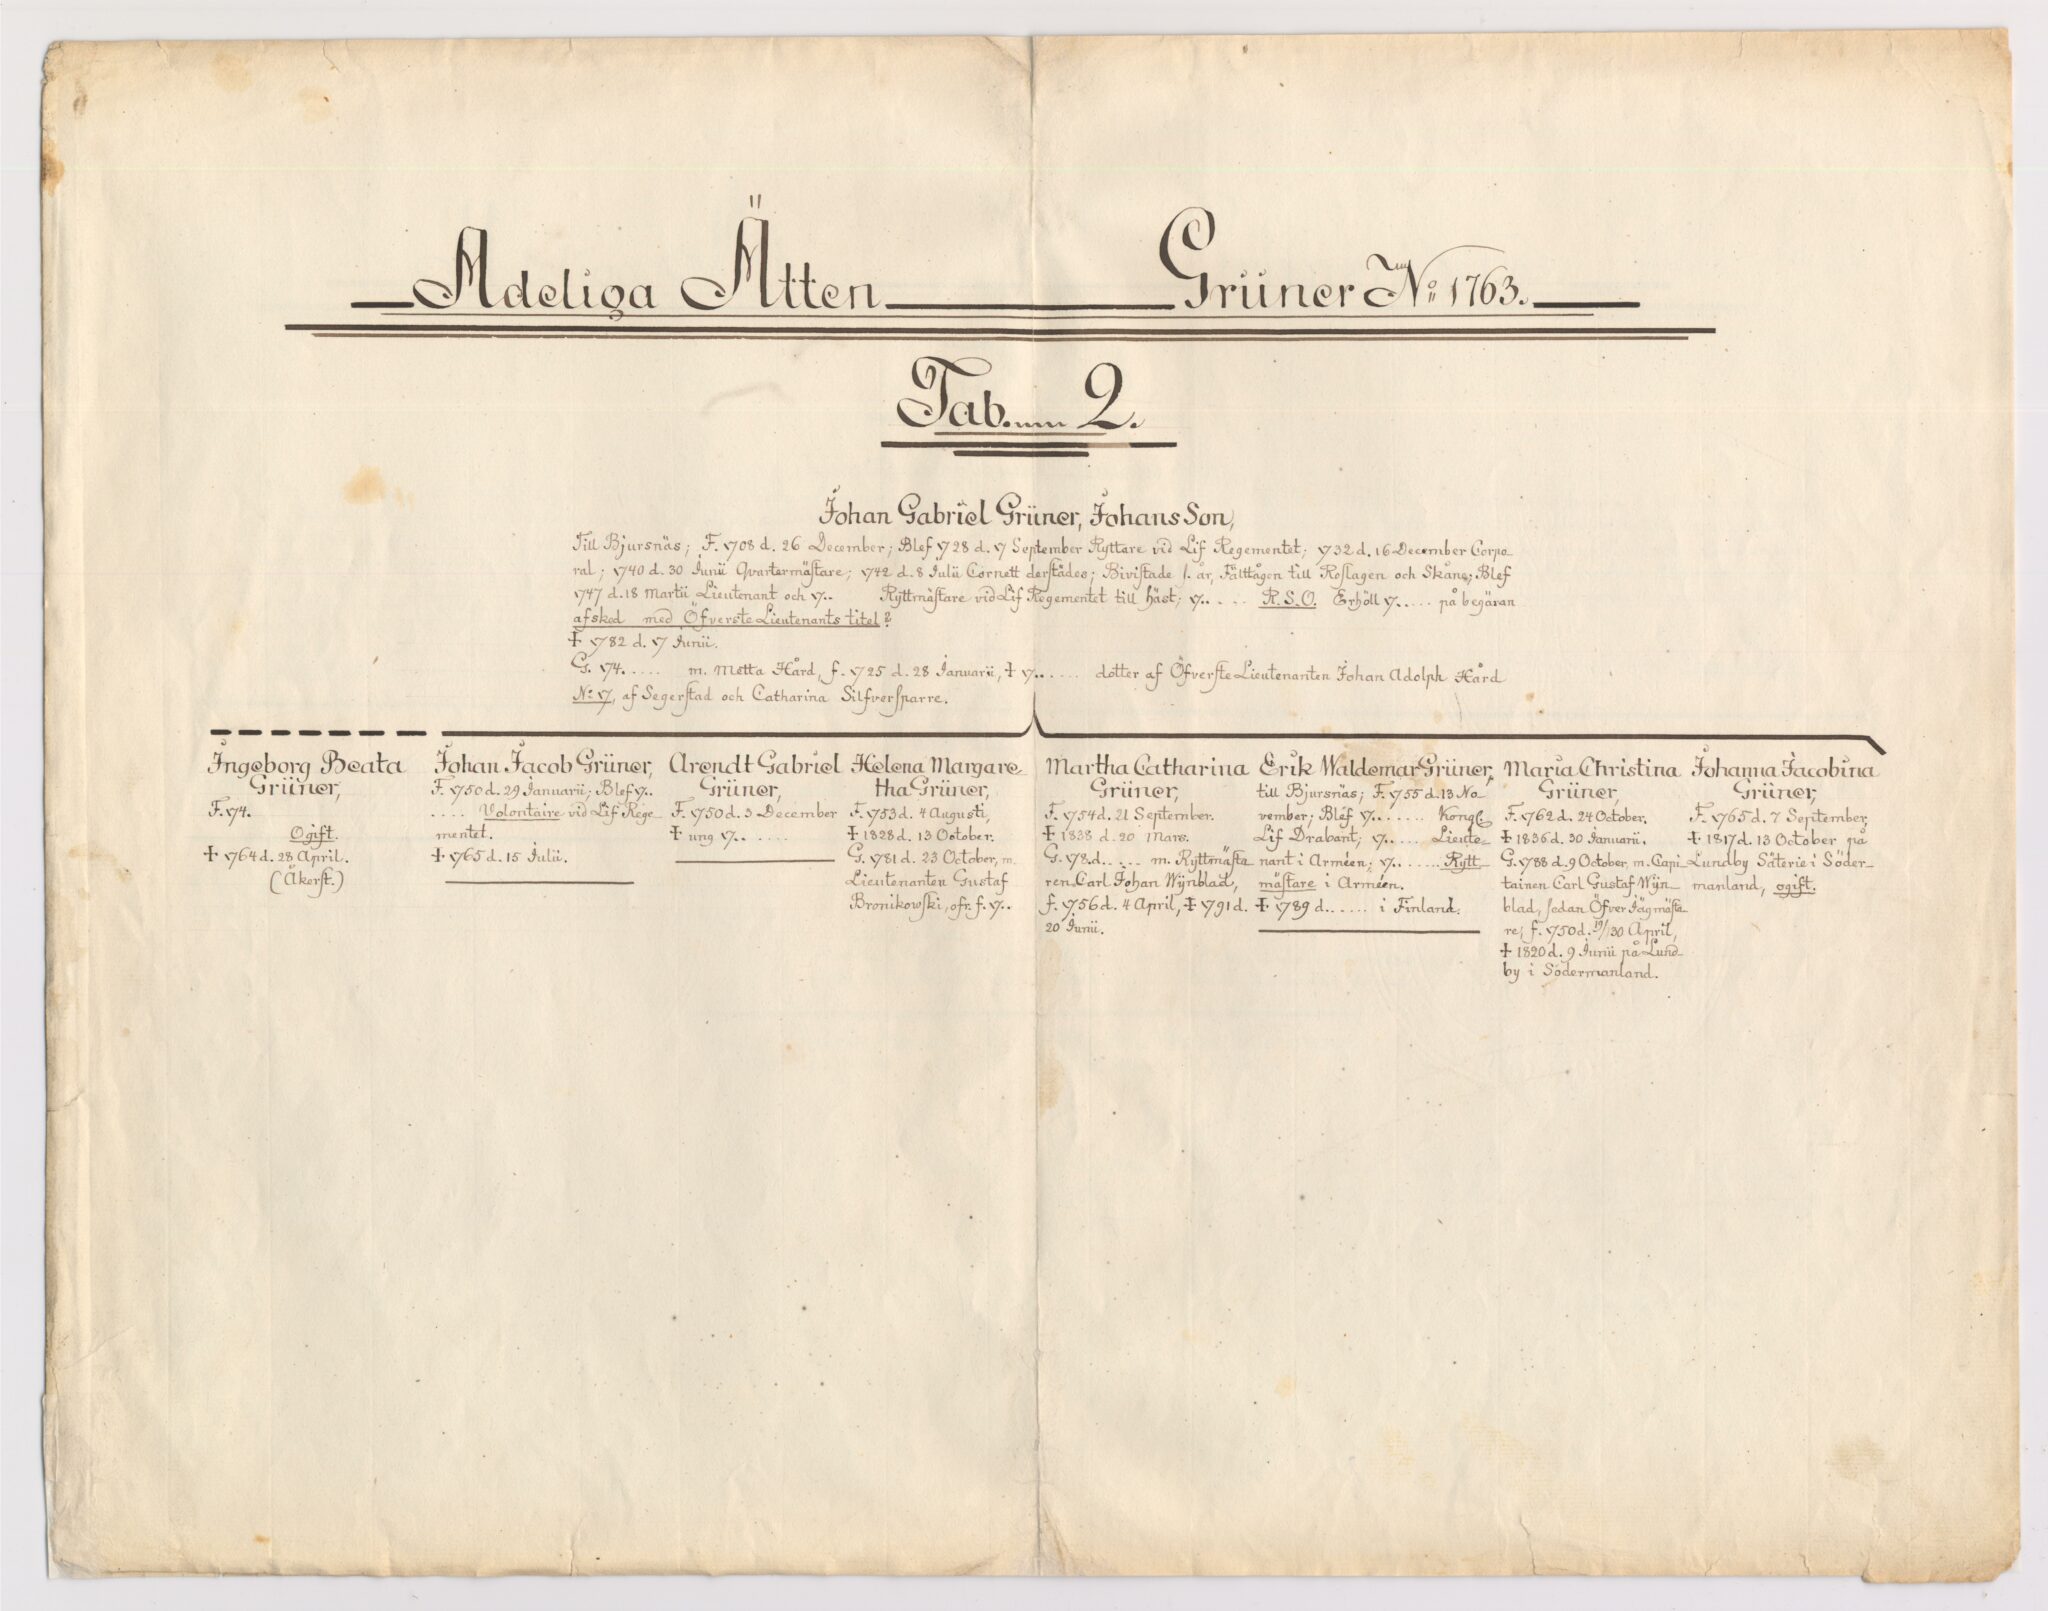 Adeliga Ätten Grüner No 1763.
Tab. 2.
Johan Gabriel Grüner, Johans Son,
Till Bjursnäs; F. 1708 d. 26 December; Blef 1728 d. 7 September Ryttare vid Lif Regementet; 1732 d. 16 December Corpo-
ral; 1740 d. 30 Junii Qvartermästare; 1742 d. 8 Julii Cornett derstädes; Bivistade s. år, Fälttågen till Roslagen och Skåne; Blef
1747 d. 18 Martii Lieutenant och 17.. Ryttmästare vid Lif Regementet till häst; 17...... R.S.O. Erhöll 17..... på begäran
afsked med Öfverste Lieutenants titel?
† 1782 d. 7 Junii.
G. 174...... m. Metta Hård, f. 1725 d. 28 Januarii, † 17....... dotter af Öfverste Lieutenanten Johan Adolph Hård
No 17, af Segerstad och Catharina Silfversparre.
Ingeborg Beata
Grüner,
F. 174.
Ogift.
† 1764 d. 28 April.
(Åkerst.)
Johan Jacob Grüner,
F. 1750 d. 29 Januarii; Blef 17..
.... Volontaire vid Lif Rege-
mentet.
† 1765 d. 15 Julii.
Arendt Gabriel
Grüner,
F. 1750 d. 3 December
† ung 17.. .....
Helena Margare-
tha Grüner,
F. 1753 d. 4 Augusti,
† 1828 d. 13 October.
G. 1781 d. 23 October, m.
Lieutenanten Gustaf
Bronikowski, ofr. f. 17..
Martha Catharina
Grüner,
F. 1754 d. 21 September.
† 1838 d. 20 Mars.
G. 178. d..... m. Ryttmästa
ren Carl Johan Wijnblad,
f. 1756 d. 4 April, † 1791 d.
20 Junii.
Erik Waldemar Grüner,
till Bjursnäs; F. 1755 d. 13 No-
vember; Blef 17....... Kongl.
Lif Drabant; 17...... Lieute-
nant i Arméen; 17....... Rytt-
mästare i Arméen.
† 1789 d...... i Finland.
Maria Christina
Grüner,
F. 1762 d. 24 October.
† 1836 d. 30 Januarii.
G. 1788 d. 9 October, m. Capi
tainen Carl Gustaf Wijn-
blad, sedan Öfver Jägmästa
re, f. 1750 d. 19/30 April,
† 1820 d. 9 Junii på Lund-
by i Södermanland.
Johanna Jacobina
Grüner,
F. 1765 d. 7 September,
† 1817 d. 13 October på
Lundby Säterie i Söder-
manland, ogift.